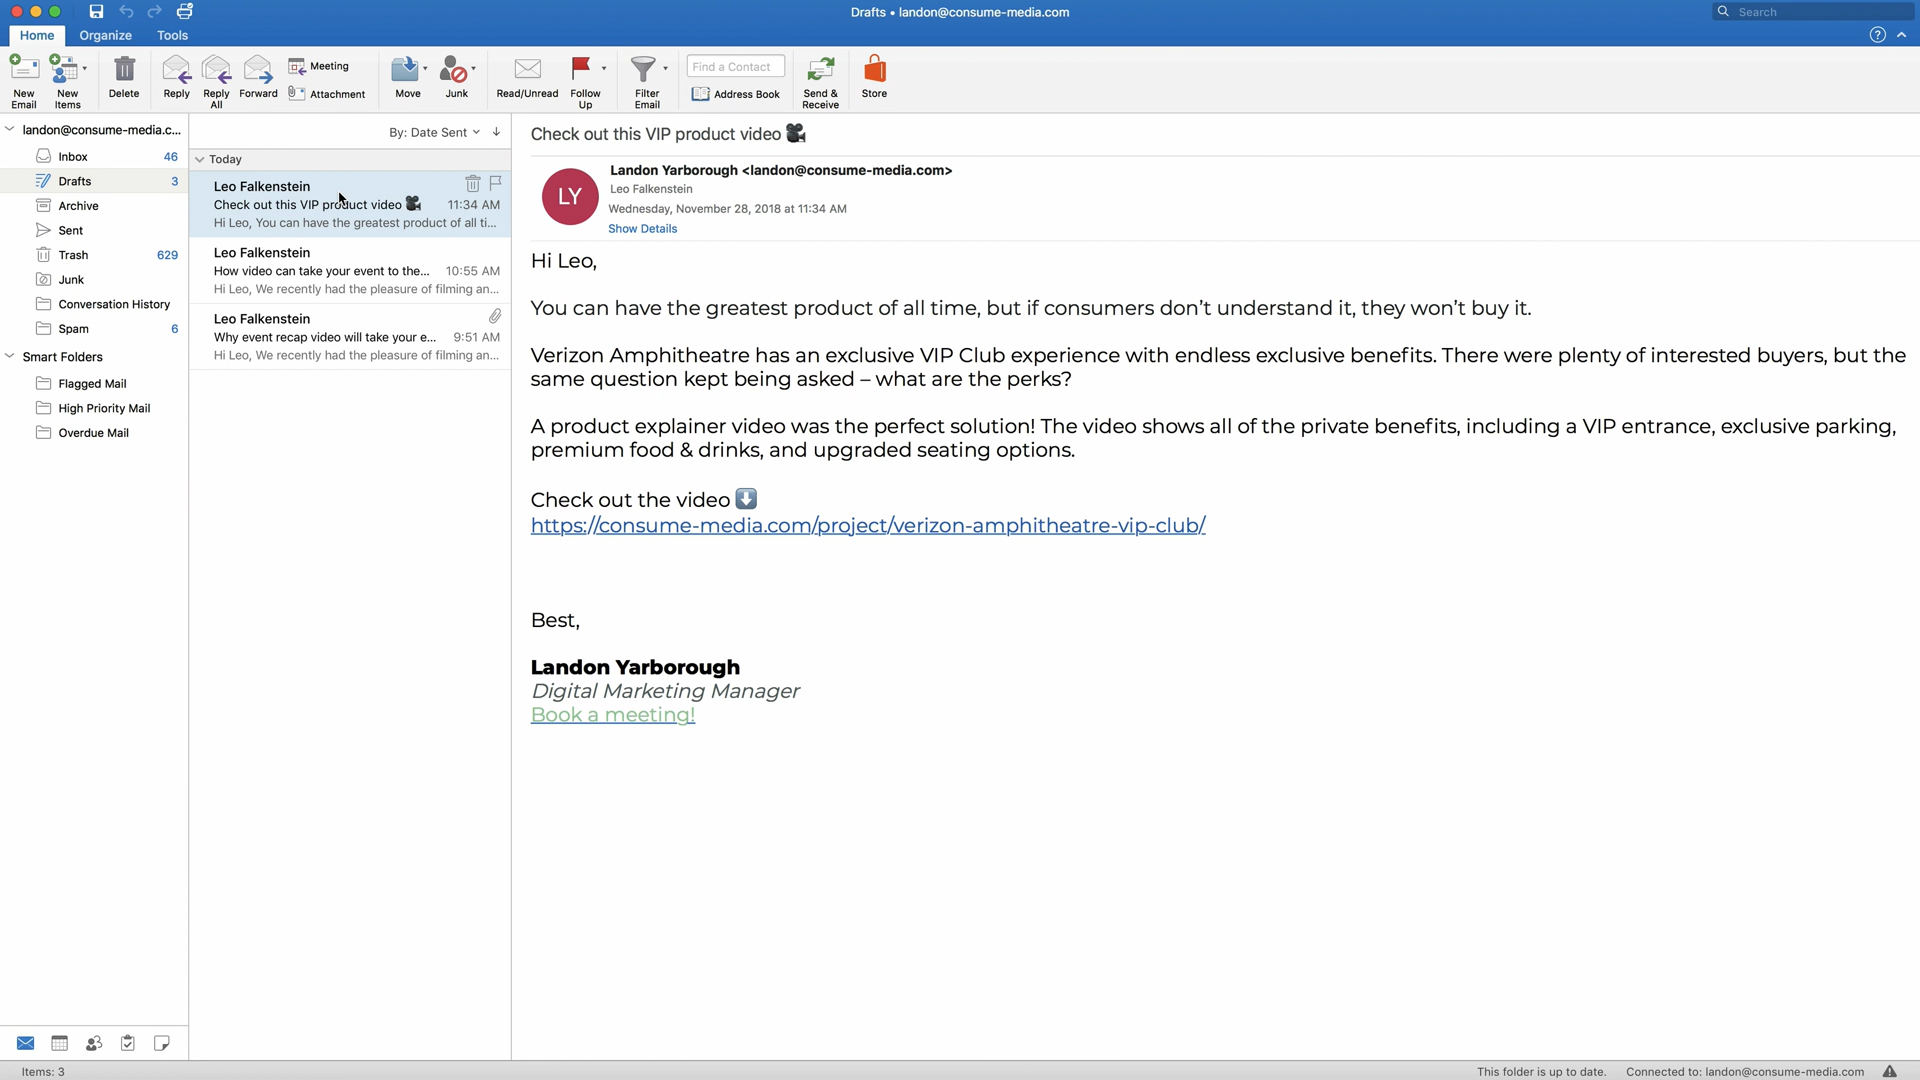 Drafts • landon@consume-media.com
Search
Home
Organize
Tools
New Email
New Items
Delete
Reply
Reply All
Forward
Meeting
Attachment
Move
Junk
Read/Unread
Follow Up
Filter Email
Find a Contact
Address Book
Send & Receive
Store
landon@consume-media.c...
Inbox 46
Drafts 3
Archive
Sent
Trash 629
Junk
Conversation History
Spam 6
Smart Folders
Flagged Mail
High Priority Mail
Overdue Mail
By: Date Sent
Today
Leo Falkenstein
Check out this VIP product video 🎥 11:34 AM
Hi Leo, You can have the greatest product of all ti...
Leo Falkenstein
How video can take your event to the... 10:55 AM
Hi Leo, We recently had the pleasure of filming an...
Leo Falkenstein
Why event recap video will take your e... 9:51 AM
Hi Leo, We recently had the pleasure of filming an...
Check out this VIP product video 🎥
LY
Landon Yarborough <landon@consume-media.com>
Leo Falkenstein
Wednesday, November 28, 2018 at 11:34 AM
Show Details
Hi Leo,
You can have the greatest product of all time, but if consumers don’t understand it, they won’t buy it.
Verizon Amphitheatre has an exclusive VIP Club experience with endless exclusive benefits. There were plenty of interested buyers, but the
same question kept being asked – what are the perks?
A product explainer video was the perfect solution! The video shows all of the private benefits, including a VIP entrance, exclusive parking,
premium food & drinks, and upgraded seating options.
Check out the video ⬇️
https://consume-media.com/project/verizon-amphitheatre-vip-club/
Best,
Landon Yarborough
Digital Marketing Manager
Book a meeting!
Items: 3
This folder is up to date.
Connected to: landon@consume-media.com